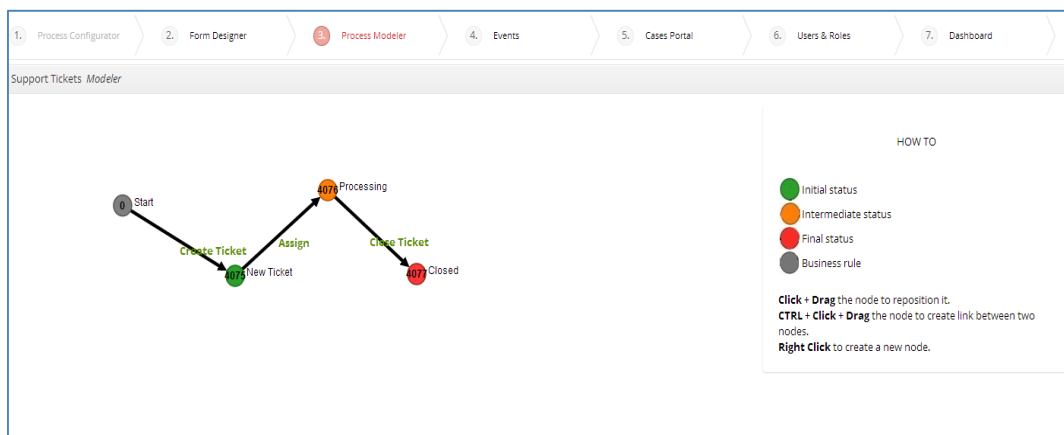 1. Process Configurator 2. Form Designer 3. Process Modeler 4. Events 5. Cases Portal 6. Users & Roles 7. Dashboard
Support Tickets Modeler
HOW TO
4076 Processing
Initial status
0 Start
Intermediate status
Create Ticket Assign Close Ticket
Final status
4075 New Ticket 4077 Closed
Business rule
Click + Drag the node to reposition it.
CTRL + Click + Drag the node to create link between two
nodes.
Right Click to create a new node.